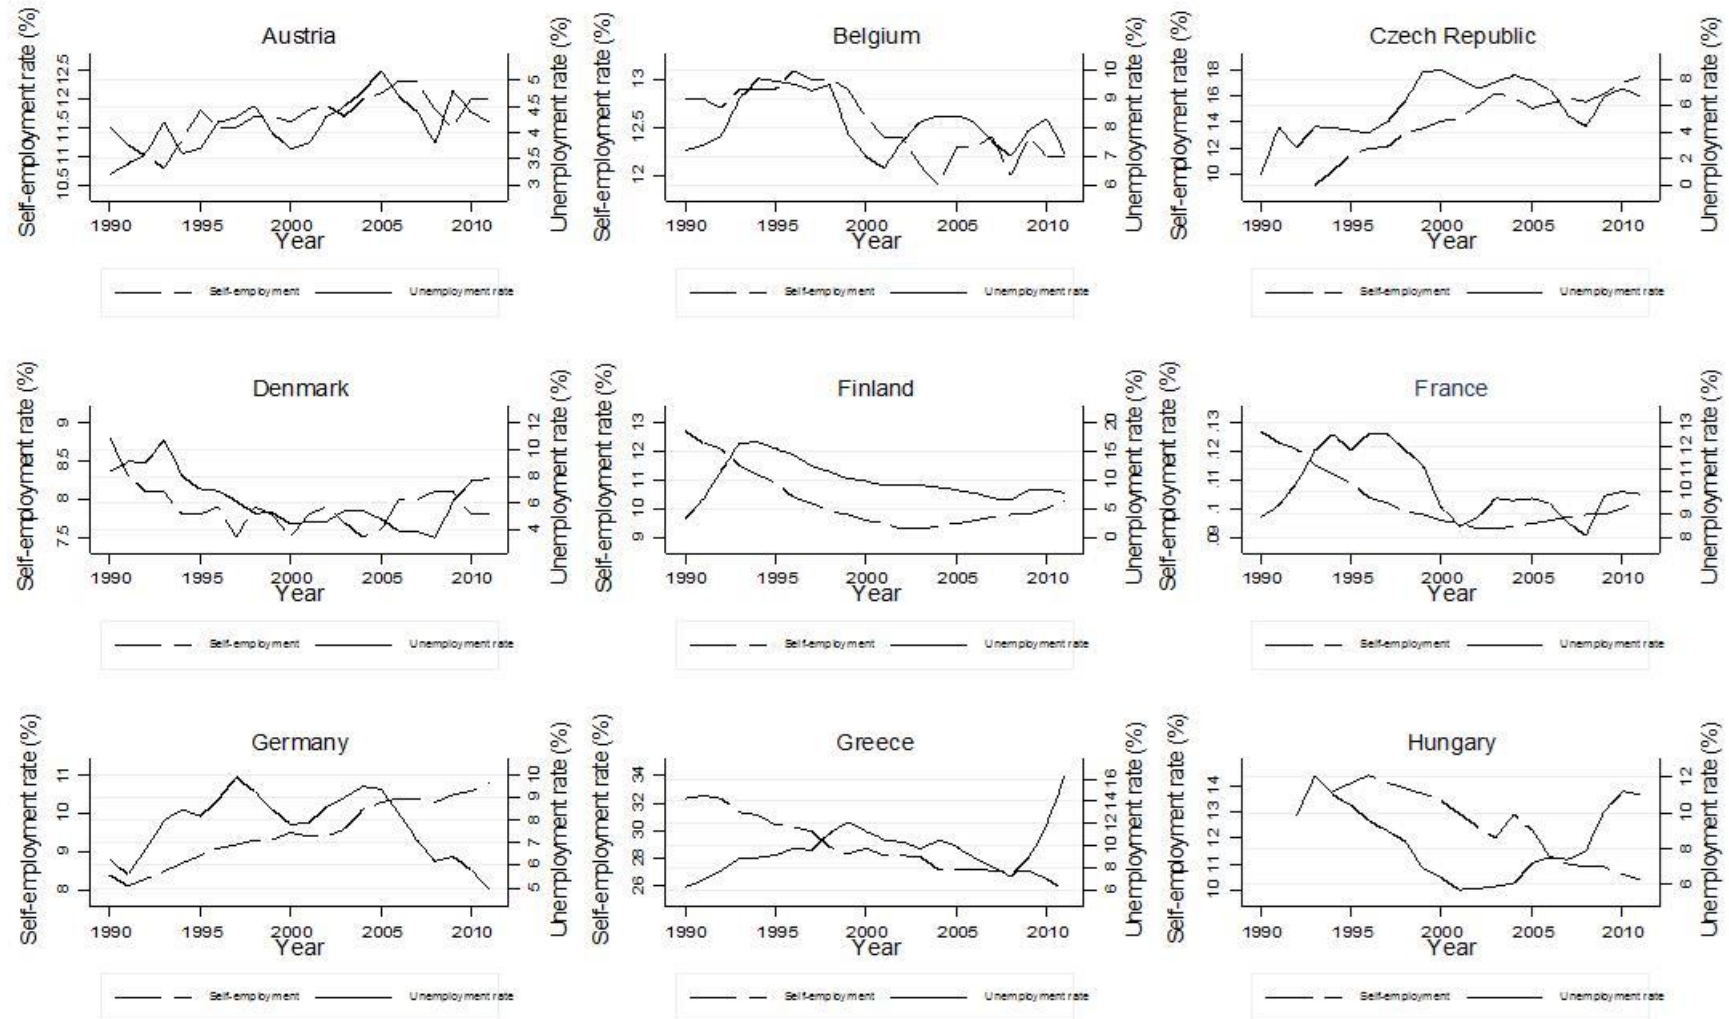 Austria
Self-employment rate (%)
10.5 11 11.5 12 12.5
3 3.5 4 4.5 5
Unemployment rate (%)
1990 1995 2000 2005 2010
Year
Self-employment Unemployment rate
Belgium
Self-employment rate (%)
12 12.5 13
6 7 8 9 10
Unemployment rate (%)
1990 1995 2000 2005 2010
Year
Self-employment Unemployment rate
Czech Republic
Self-employment rate (%)
10 12 14 16 18
0 2 4 6 8
Unemployment rate (%)
1990 1995 2000 2005 2010
Year
Self-employment Unemployment rate
Denmark
Self-employment rate (%)
7.5 8 8.5 9
4 6 8 10 12
Unemployment rate (%)
1990 1995 2000 2005 2010
Year
Self-employment Unemployment rate
Finland
Self-employment rate (%)
9 10 11 12 13
0 5 10 15 20
Unemployment rate (%)
1990 1995 2000 2005 2010
Year
Self-employment Unemployment rate
France
Self-employment rate (%)
.09 .1 .11 .12 .13
8 9 10 11 12 13
Unemployment rate (%)
1990 1995 2000 2005 2010
Year
Self-employment Unemployment rate
Germany
Self-employment rate (%)
8 9 10 11
5 6 7 8 9 10
Unemployment rate (%)
1990 1995 2000 2005 2010
Year
Self-employment Unemployment rate
Greece
Self-employment rate (%)
26 28 30 32 34
6 8 10 12 14 16
Unemployment rate (%)
1990 1995 2000 2005 2010
Year
Self-employment Unemployment rate
Hungary
Self-employment rate (%)
10 11 12 13 14
6 8 10 12
Unemployment rate (%)
1990 1995 2000 2005 2010
Year
Self-employment Unemployment rate